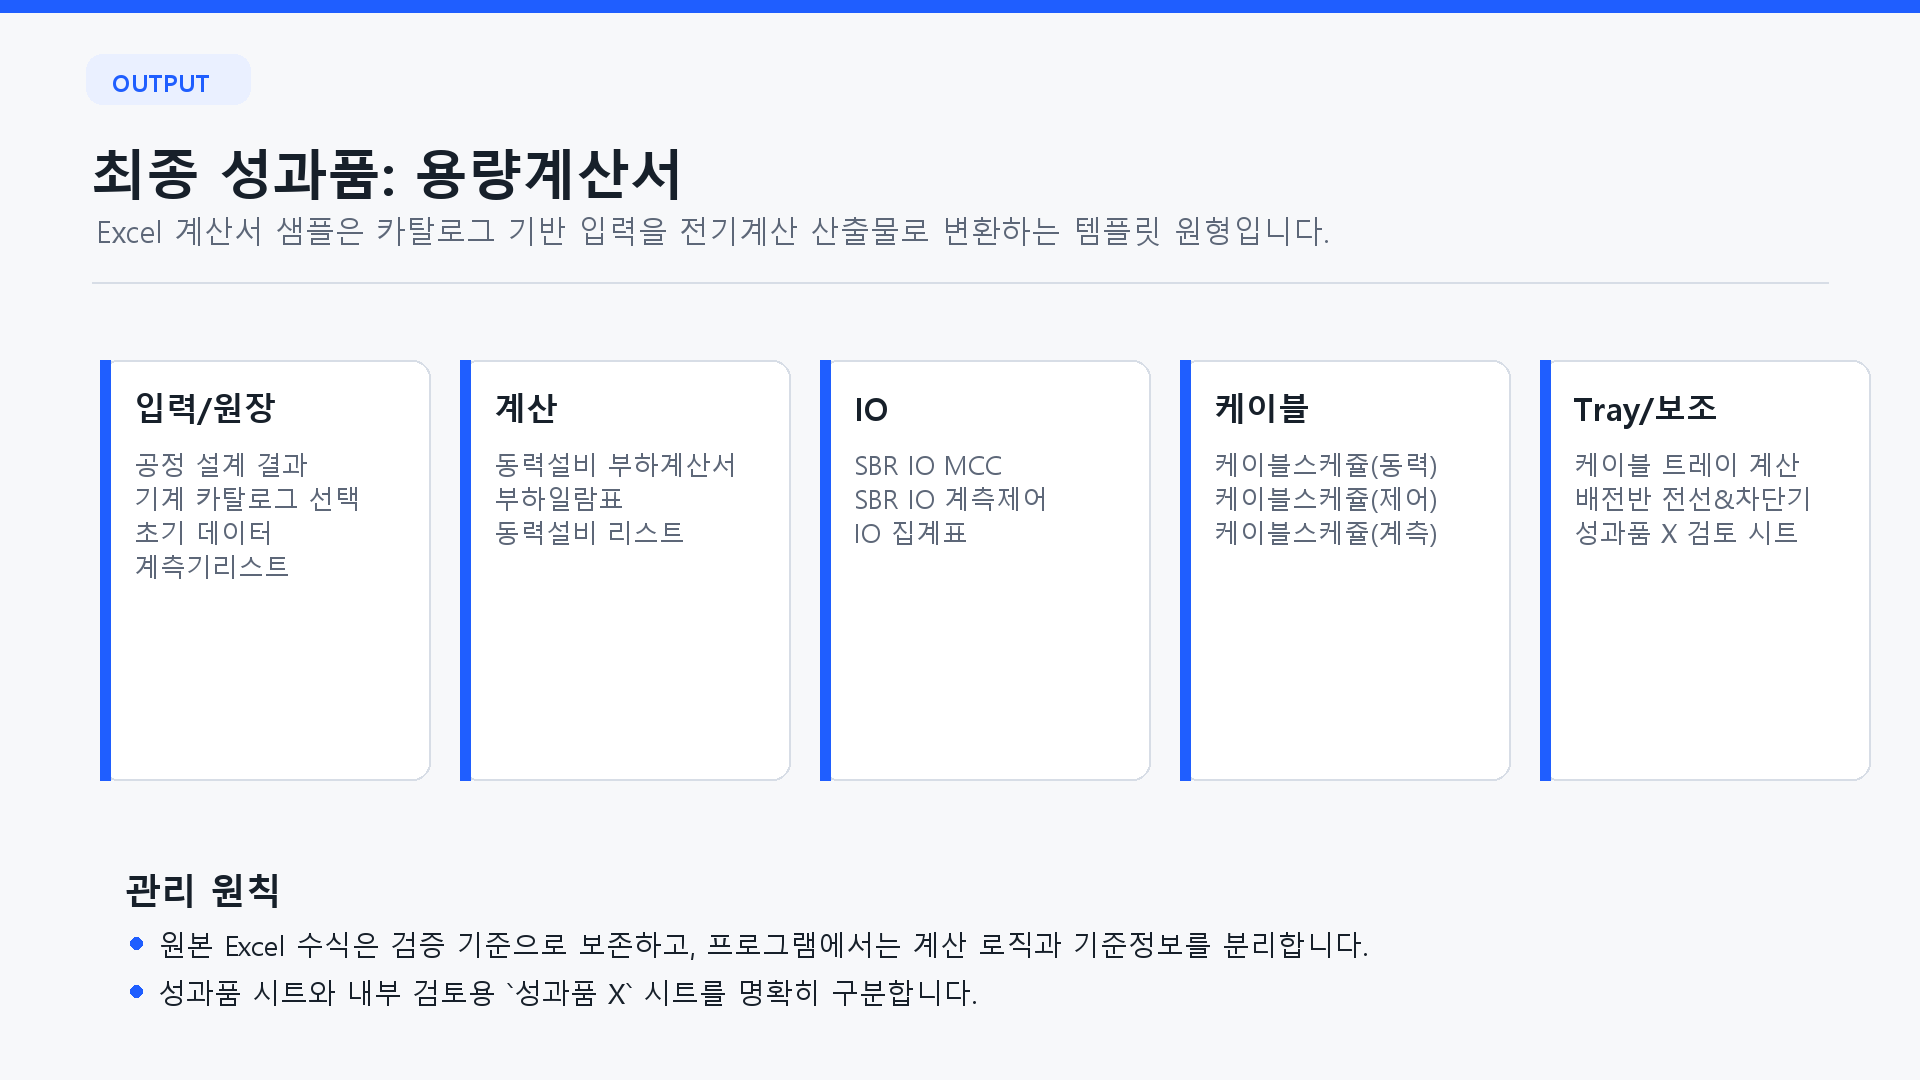 OUTPUT
최종 성과품: 용량계산서
Excel 계산서 샘플은 카탈로그 기반 입력을 전기계산 산출물로 변환하는 템플릿 원형입니다.
입력/원장
공정 설계 결과
기계 카탈로그 선택
초기 데이터
계측기리스트
계산
동력설비 부하계산서
부하일람표
동력설비 리스트
IO
SBR IO MCC
SBR IO 계측제어
IO 집계표
케이블
케이블스케쥴(동력)
케이블스케쥴(제어)
케이블스케쥴(계측)
Tray/보조
케이블 트레이 계산
배전반 전선&차단기
성과품 X 검토 시트
관리 원칙
원본 Excel 수식은 검증 기준으로 보존하고, 프로그램에서는 계산 로직과 기준정보를 분리합니다.
성과품 시트와 내부 검토용 `성과품 X` 시트를 명확히 구분합니다.